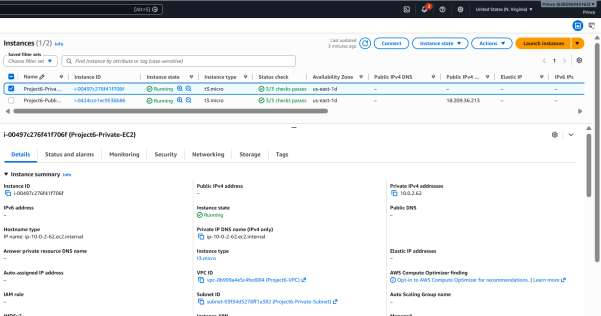 [Alt+S]
United States (N. Virginia)
Prince
Instances (1/2) Info
Last updated
3 minutes ago
Connect
Instance state
Actions
Launch instances
Saved filter sets
Choose filter set
Find Instance by attribute or tag (case-sensitive)
1
Name
Instance ID
Instance state
Instance type
Status check
Availability Zone
Public IPv4 DNS
Public IPv4 ...
Elastic IP
IPv6 IPs
Project6-Priva...
i-00497c276f41f706f
Running
t3.micro
3/3 checks passed
us-east-1d
–
–
–
–
Project6-Publi...
Running
t3.micro
3/3 checks passed
us-east-1d
–
18.209.36.213
–
–
i-00497c276f41f706f (Project6-Private-EC2)
Details
Status and alarms
Monitoring
Security
Networking
Storage
Tags
Instance summary Info
Instance ID
i-00497c276f41f706f
Public IPv4 address
–
Private IPv4 addresses
10.0.2.62
IPv6 address
–
Instance state
Running
Public DNS
–
Hostname type
IP name: ip-10-0-2-62.ec2.internal
Private IP DNS name (IPv4 only)
ip-10-0-2-62.ec2.internal
Answer private resource DNS name
–
Instance type
t3.micro
Elastic IP addresses
–
Auto-assigned IP address
–
VPC ID
(Project6-VPC)
AWS Compute Optimizer finding
Opt-in to AWS Compute Optimizer for recommendations. | Learn more
IAM role
–
Subnet ID
(Project6-Private-Subnet)
Auto Scaling Group name
–